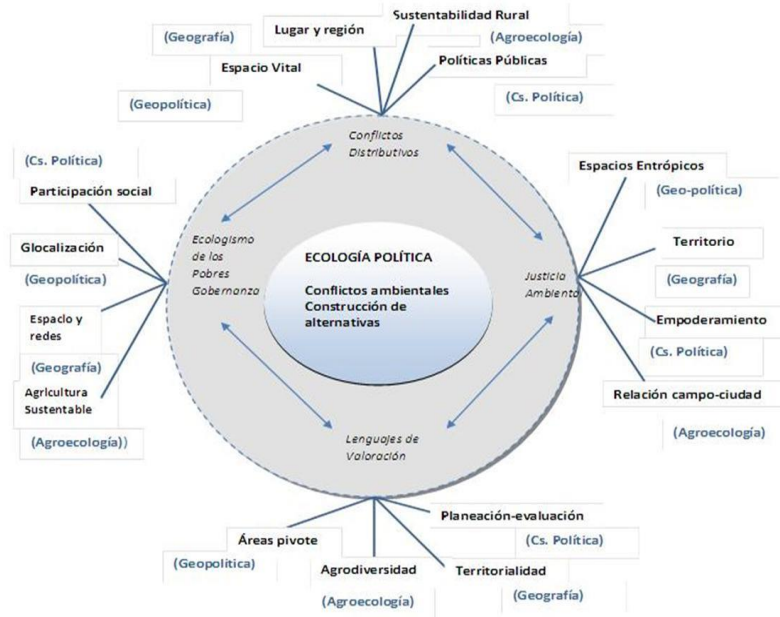 Sustentabilidad Rural
(Geografía)
Lugar y región
(Agroecología)
Espacio Vital
Políticas Públicas
(Geopolítica)
(Cs. Política)
Conflictos
Distributivos
(Cs. Política)
Participación social
Glocalización
(Geopolítica)
Espacio y
redes
(Geografía)
Agricultura
Sustentable
(Agroecología))
Ecologismo
de los
Pobres
Gobernanza
ECOLOGÍA POLÍTICA
Conflictos ambientales
Construcción de
alternativas
Justicia
Ambiental
Espacios Entrópicos
(Geo-política)
Territorio
(Geografía)
Empoderamiento
(Cs. Política)
Relación campo-ciudad
(Agroecología)
Lenguajes de
Valoración
Planeación-evaluación
Áreas pivote
(Cs. Política)
(Geopolítica)
Agrodiversidad
Territorialidad
(Agroecología)
(Geografía)